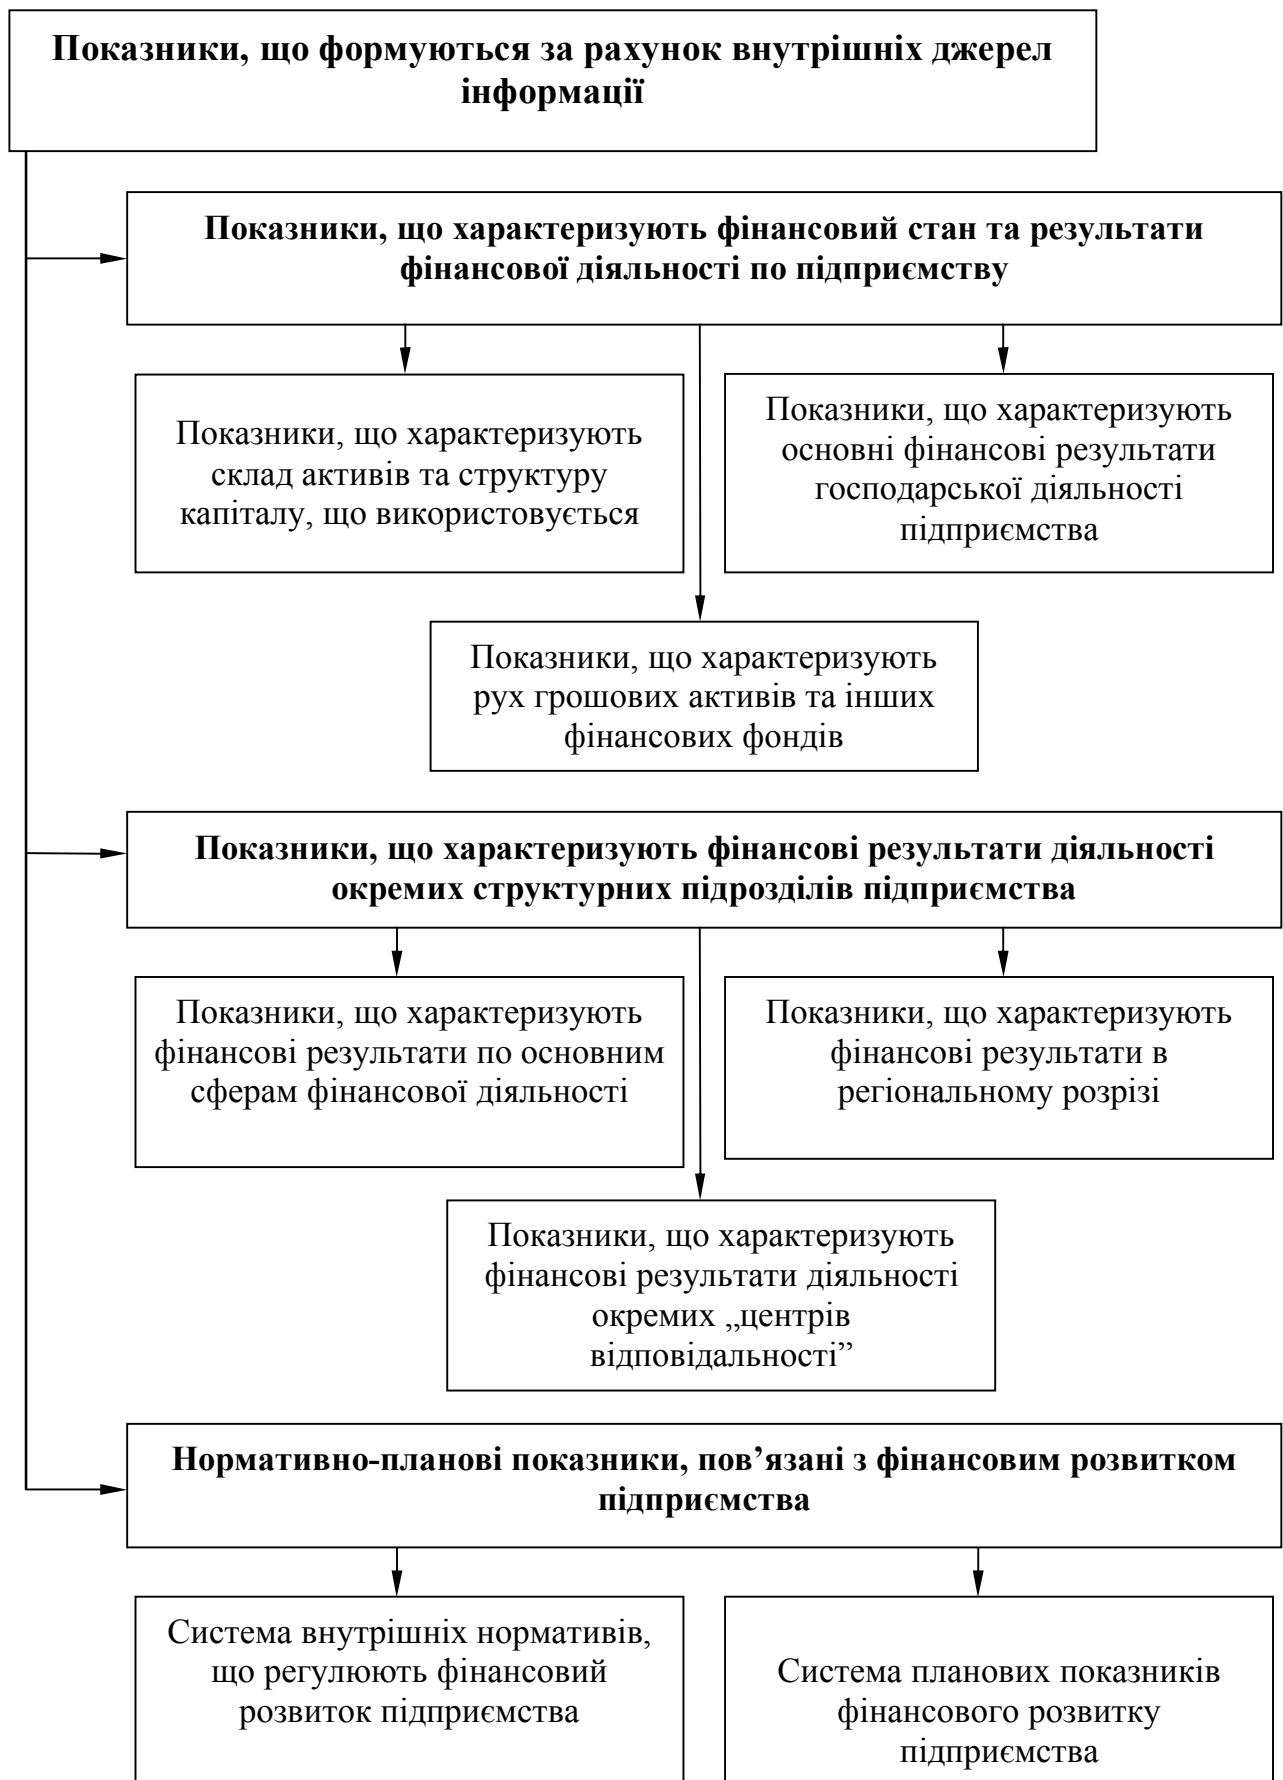 Показники, що формуються за рахунок внутрішніх джерел
інформації
Показники, що характеризують фінансовий стан та результати
фінансової діяльності по підприємству
Показники, що характеризують
склад активів та структуру
капіталу, що використовується
Показники, що характеризують
основні фінансові результати
господарської діяльності
підприємства
Показники, що характеризують
рух грошових активів та інших
фінансових фондів
Показники, що характеризують фінансові результати діяльності
окремих структурних підрозділів підприємства
Показники, що характеризують
фінансові результати по основним
сферам фінансової діяльності
Показники, що характеризують
фінансові результати в
регіональному розрізі
Показники, що характеризують
фінансові результати діяльності
окремих „центрів
відповідальності”
Нормативно-планові показники, пов’язані з фінансовим розвитком
підприємства
Система внутрішніх нормативів,
що регулюють фінансовий
розвиток підприємства
Система планових показників
фінансового розвитку
підприємства